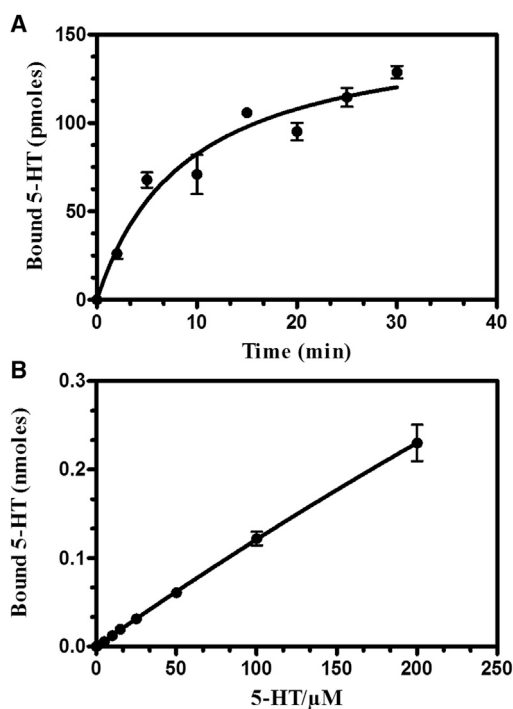 A
Bound 5-HT (pmoles)
150
100
50
0
0 10 20 30 40
Time (min)
B
Bound 5-HT (nmoles)
0.3
0.2
0.1
0.0
0 50 100 150 200 250
5-HT/µM